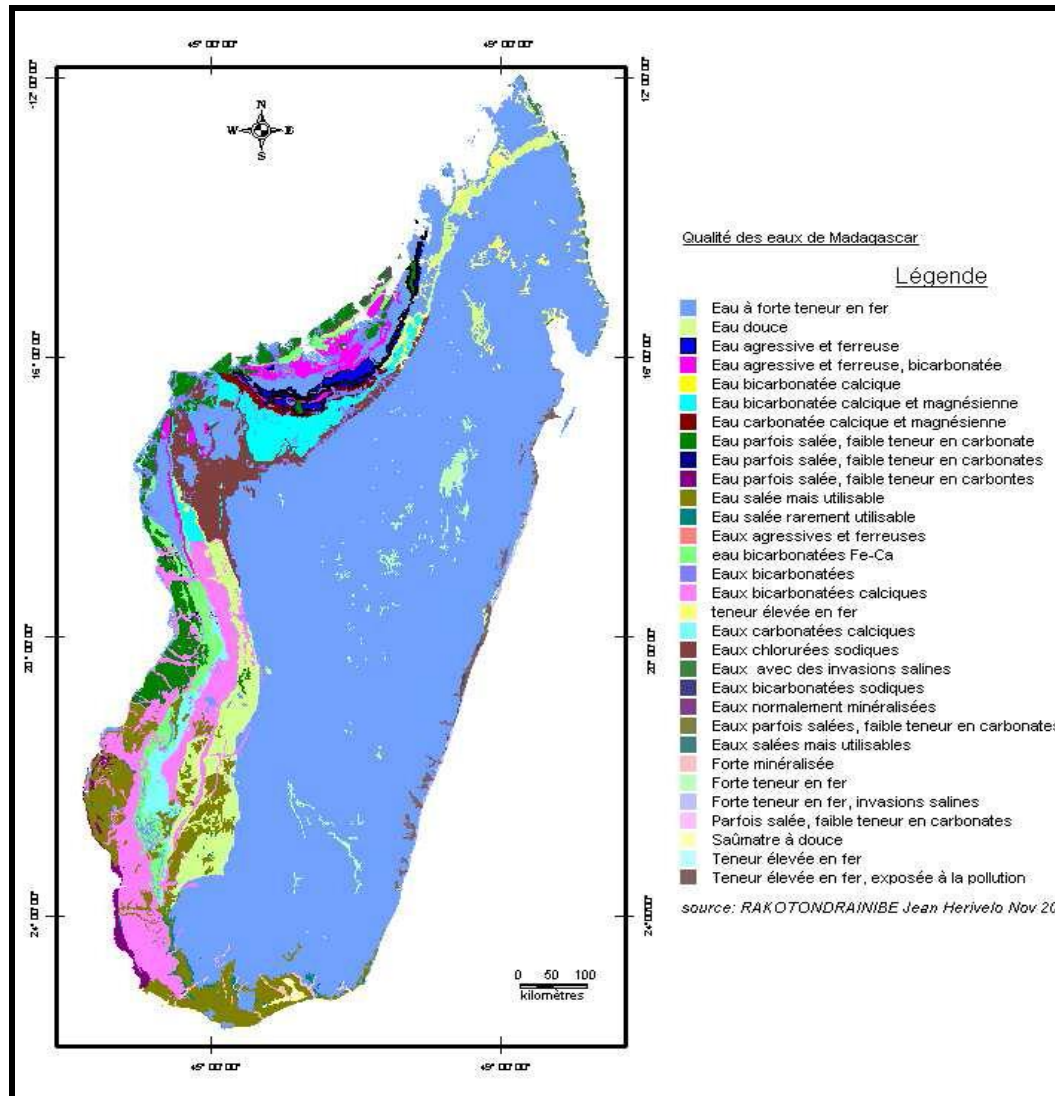 N
W E
S
Qualité des eaux de Madagascar
Légende
Eau à forte teneur en fer
Eau douce
Eau agressive et ferreuse
Eau agressive et ferreuse, bicarbonatée
Eau bicarbonatée calcique
Eau bicarbonatée calcique et magnésienne
Eau carbonatée calcique et magnésienne
Eau parfois salée, faible teneur en carbonate
Eau parfois salée, faible teneur en carbonates
Eau parfois salée, faible teneur en carbontes
Eau salée mais utilisable
Eau salée rarement utilisable
Eaux agressives et ferreuses
eau bicarbonatées Fe-Ca
Eaux bicarbonatées
Eaux bicarbonatées calciques
teneur élevée en fer
Eaux carbonatées calciques
Eaux chlorurées sodiques
Eaux avec des invasions salines
Eaux bicarbonatées sodiques
Eaux normalement minéralisées
Eaux parfois salées, faible teneur en carbonates
Eaux salées mais utilisables
Forte minéralisée
Forte teneur en fer
Forte teneur en fer, invasions salines
Parfois salée, faible teneur en carbonates
Saûmatre à douce
Teneur élevée en fer
Teneur élevée en fer, exposée à la pollution
source: RAKOTONDRAINIBE Jean Herivelo Nov 20
0 50 100
kilomètres